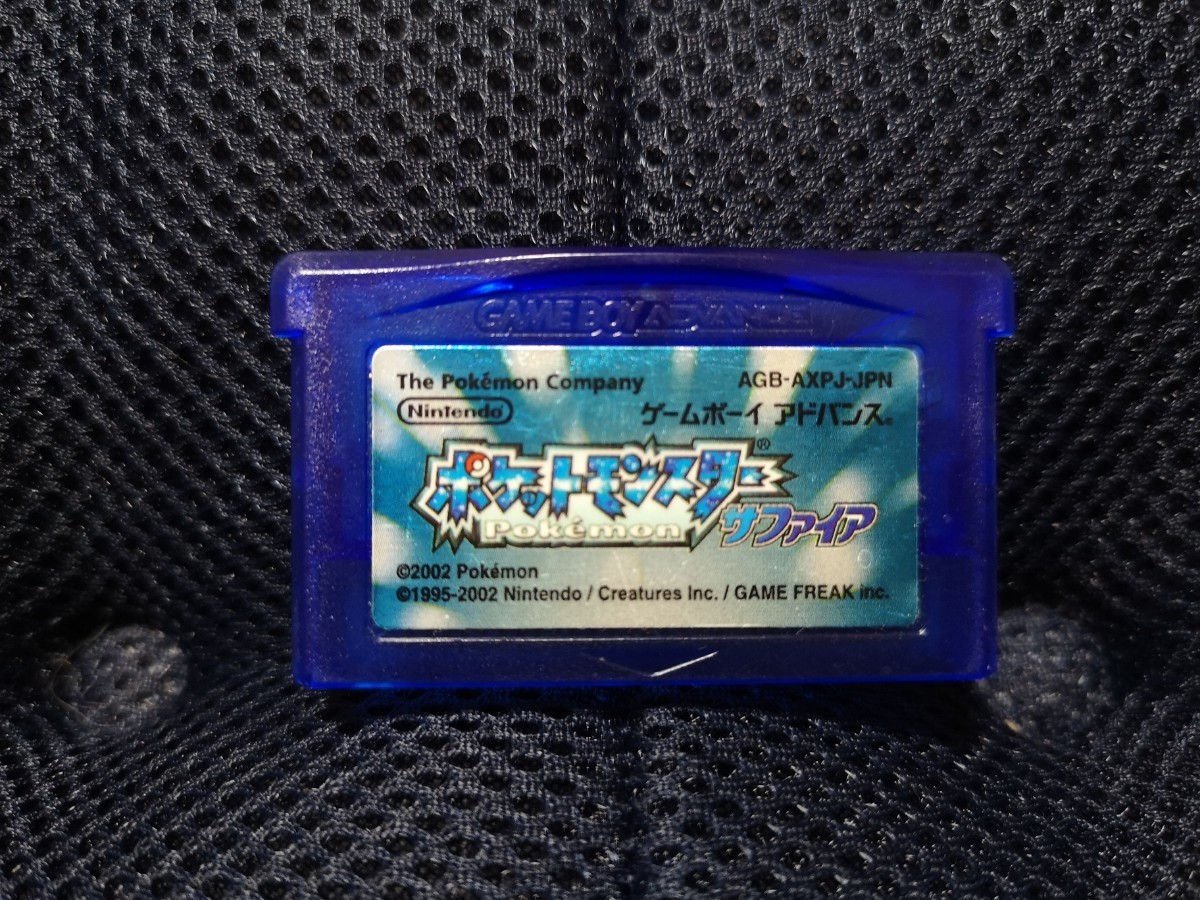 GAME BOY ADVANCE
The Pokémon Company AGB-AXPJ-JPN
Nintendo ゲームボーイ アドバンス®
ポケットモンスター®
Pokémon サファイア
©2002 Pokémon
©1995-2002 Nintendo / Creatures Inc. / GAME FREAK inc.